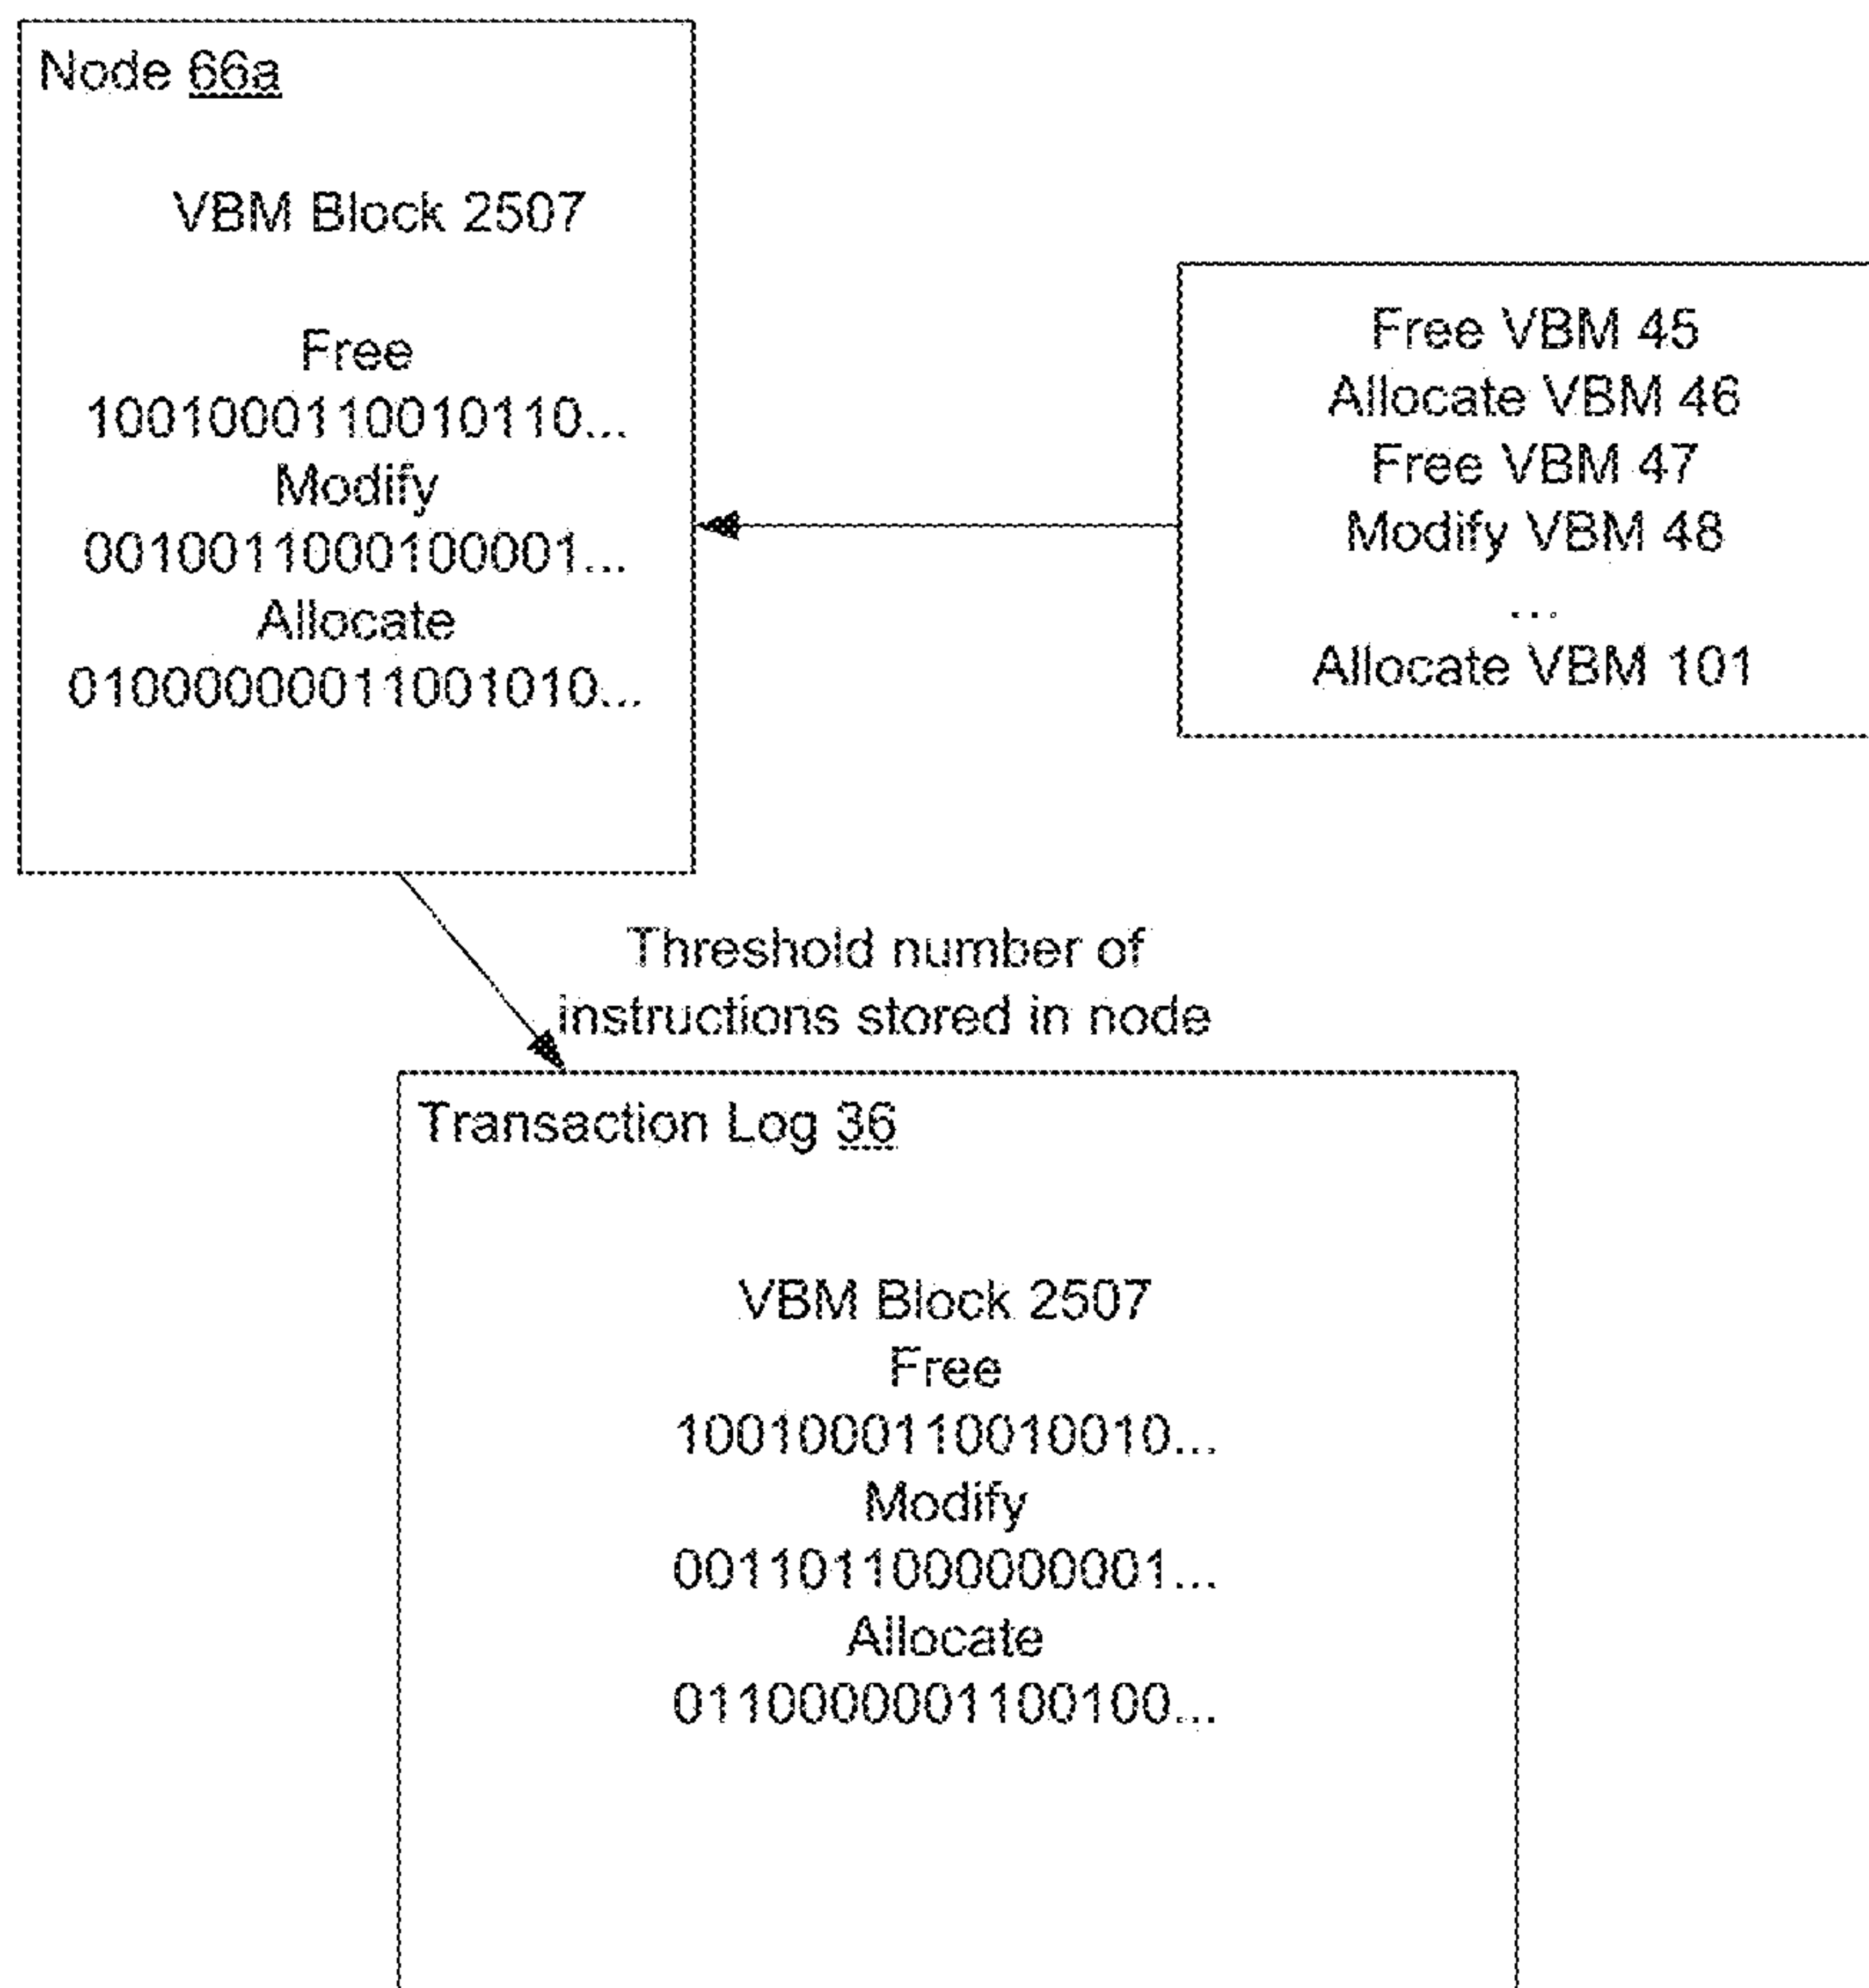 Node 66a
VBM Block 2507
Free
1001000110010110...
Modify
0010011000100001...
Allocate
01000000011001010...
Free VBM 45
Allocate VBM 46
Free VBM 47
Modify VBM 48
...
Allocate VBM 101
Threshold number of
instructions stored in node
Transaction Log 36
VBM Block 2507
Free
1001000110010010...
Modify
0011011000000001...
Allocate
0110000001100100...